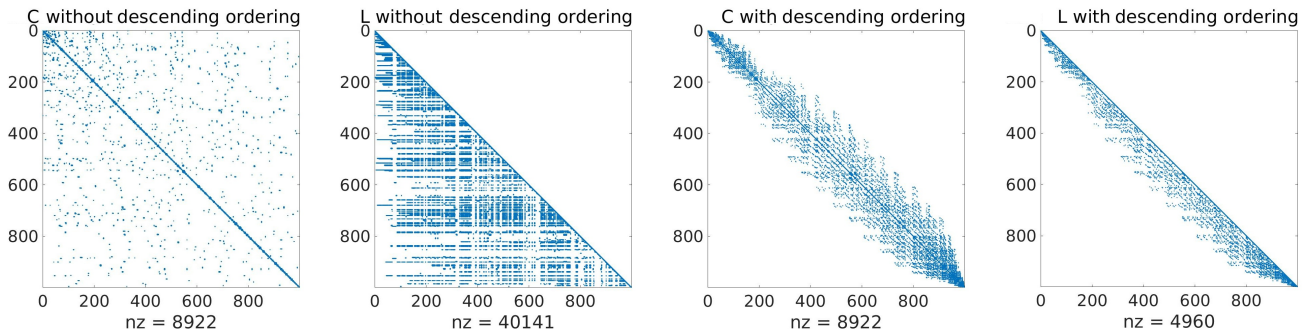 C without descending ordering
0
200
400
600
800
0 200 400 600 800
nz = 8922
L without descending ordering
0
200
400
600
800
0 200 400 600 800
nz = 40141
C with descending ordering
0
200
400
600
800
0 200 400 600 800
nz = 8922
L with descending ordering
0
200
400
600
800
0 200 400 600 800
nz = 4960